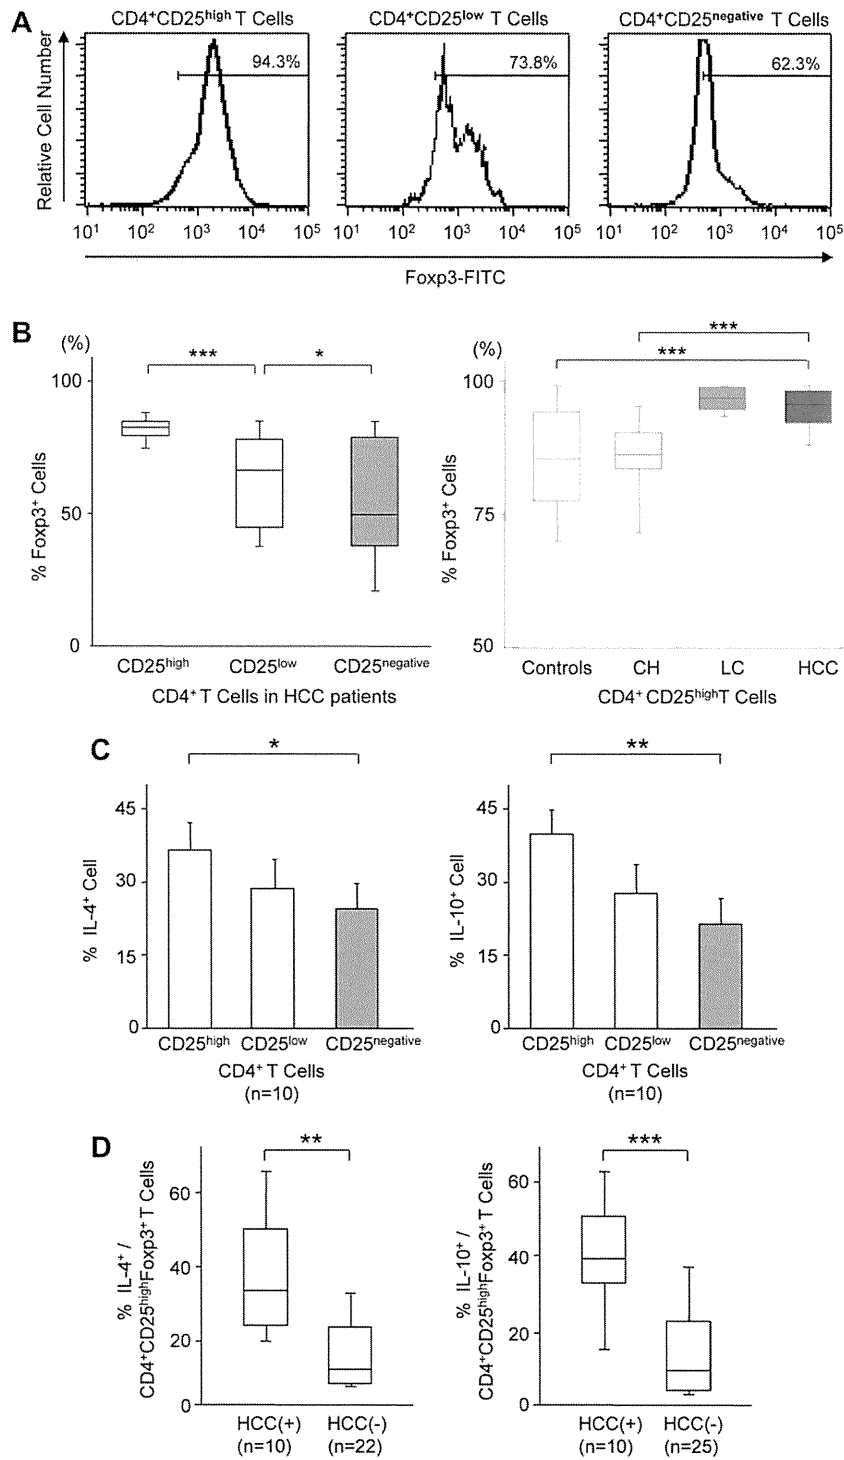 A
CD4⁺CD25ʰⁱᵍʰ T Cells
CD4⁺CD25ˡᵒʷ T Cells
CD4⁺CD25ⁿᵉᵍᵃᵗⁱᵛᵉ T Cells
Relative Cell Number
94.3%
73.8%
62.3%
10¹ 10² 10³ 10⁴ 10⁵
10¹ 10² 10³ 10⁴ 10⁵
10¹ 10² 10³ 10⁴ 10⁵
Foxp3-FITC
B
(%)
% Foxp3⁺ Cells
100
50
0
***
*
CD25ʰⁱᵍʰ
CD25ˡᵒʷ
CD25ⁿᵉᵍᵃᵗⁱᵛᵉ
CD4⁺ T Cells in HCC patients
(%)
% Foxp3⁺ Cells
100
75
50
***
***
Controls
CH
LC
HCC
CD4⁺ CD25ʰⁱᵍʰT Cells
C
% IL-4⁺ Cell
45
30
15
0
*
CD25ʰⁱᵍʰ
CD25ˡᵒʷ
CD25ⁿᵉᵍᵃᵗⁱᵛᵉ
CD4⁺ T Cells
(n=10)
% IL-10⁺ Cell
45
30
15
0
**
CD25ʰⁱᵍʰ
CD25ˡᵒʷ
CD25ⁿᵉᵍᵃᵗⁱᵛᵉ
CD4⁺ T Cells
(n=10)
D
% IL-4⁺ /
CD4⁺CD25ʰⁱᵍʰFoxp3⁺ T Cells
60
40
20
0
**
HCC(+)
(n=10)
HCC(-)
(n=22)
% IL-10⁺ /
CD4⁺CD25ʰⁱᵍʰFoxp3⁺ T Cells
60
40
20
0
***
HCC(+)
(n=10)
HCC(-)
(n=25)